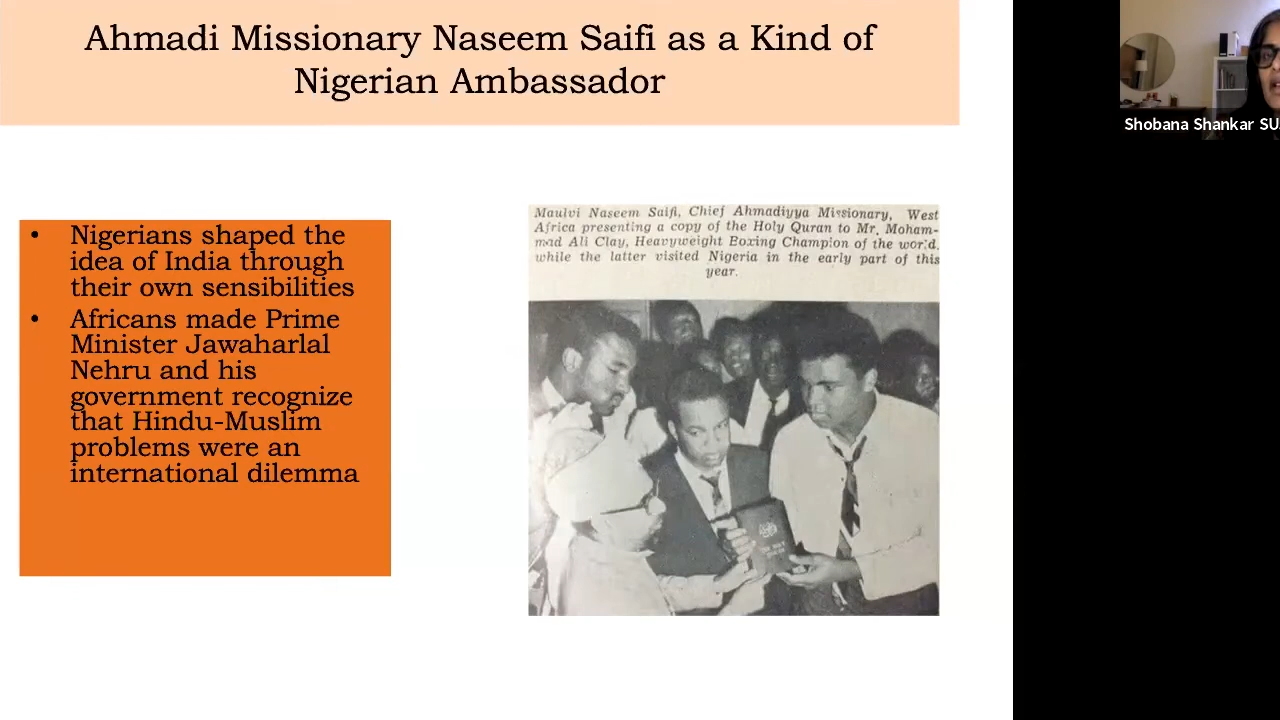 Ahmadi Missionary Naseem Saifi as a Kind of
Nigerian Ambassador
Shobana Shankar SU
• Nigerians shaped the
idea of India through
their own sensibilities
• Africans made Prime
Minister Jawaharlal
Nehru and his
government recognize
that Hindu-Muslim
problems were an
international dilemma
Maulvi Naseem Saifi, Chief Ahmadiyya Missionary, West
Africa presenting a copy of the Holy Quran to Mr. Moham-
mad Ali Clay, Heavyweight Boxing Champion of the world,
while the latter visited Nigeria in the early part of this
year.
THE HOLY